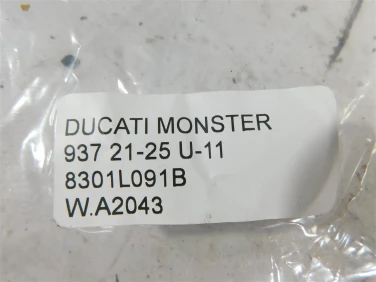 DUCATI MONSTER
937 21-25 U-11
8301L091B
W.A2043